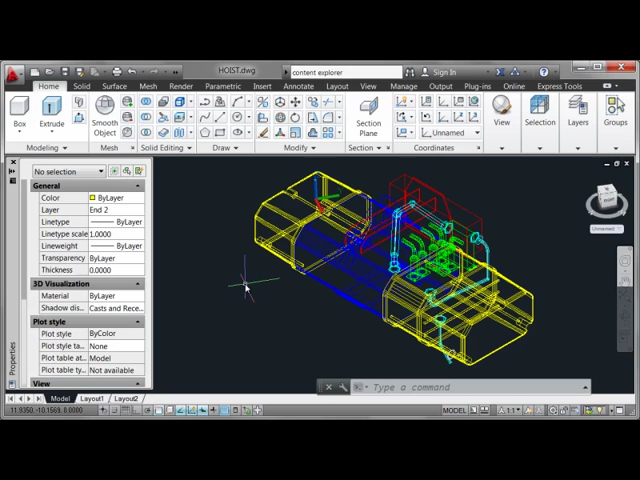 HOIST.dwg
content explorer
Sign In
Home Solid Surface Mesh Render Parametric Insert Annotate Layout View Manage Output Plug-ins Express Tools
Box
Extrude
Smooth Object
Section Plane
Unnamed
View
Selection
Layers
Groups
Modeling Mesh Solid Editing Draw Modify Section Coordinates
No selection
General
Color ByLayer
Layer End 2
Linetype ByLayer
Linetype scale 1.0000
Lineweight ByLayer
Transparency ByLayer
Thickness 0.0000
3D Visualization
Material ByLayer
Shadow dis... Casts and Rece...
Plot style
Plot style ByColor
Plot style ta... None
Plot table at... Model
Plot table ty... Not available
View
Properties
Unnamed
Type a command
Model Layout1 Layout2
11.9350, -10.1569, 0.0000
MODEL
1:1